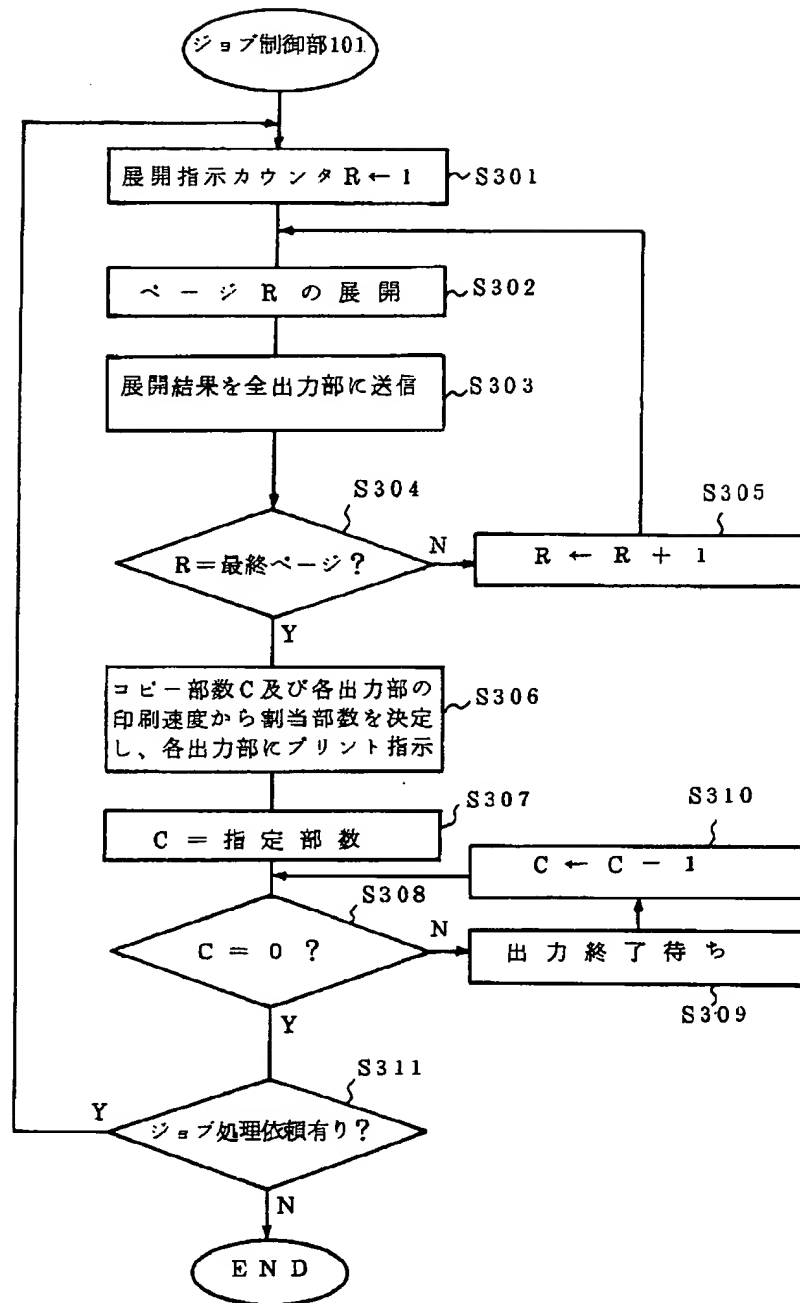 ジョブ制御部101
展開指示カウンタR←1
S301
ページRの展開
S302
展開結果を全出力部に送信
S303
S304
R=最終ページ?
N
S305
R ← R + 1
Y
コピー部数C及び各出力部の
印刷速度から割当部数を決定
し、各出力部にプリント指示
S306
C=指定部数
S307
S310
C ← C - 1
S308
C = 0 ?
N
出力終了待ち
S309
Y
S311
ジョブ処理依頼有り?
Y
N
END